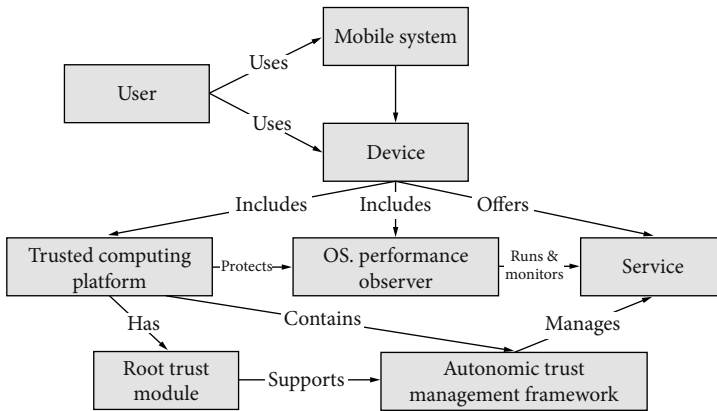 Mobile system
Uses
User
Uses
Device
Includes
Includes
Offers
Trusted computing
platform
Protects
OS. performance
observer
Runs &
monitors
Service
Has
Contains
Manages
Root trust
module
Supports
Autonomic trust
management framework